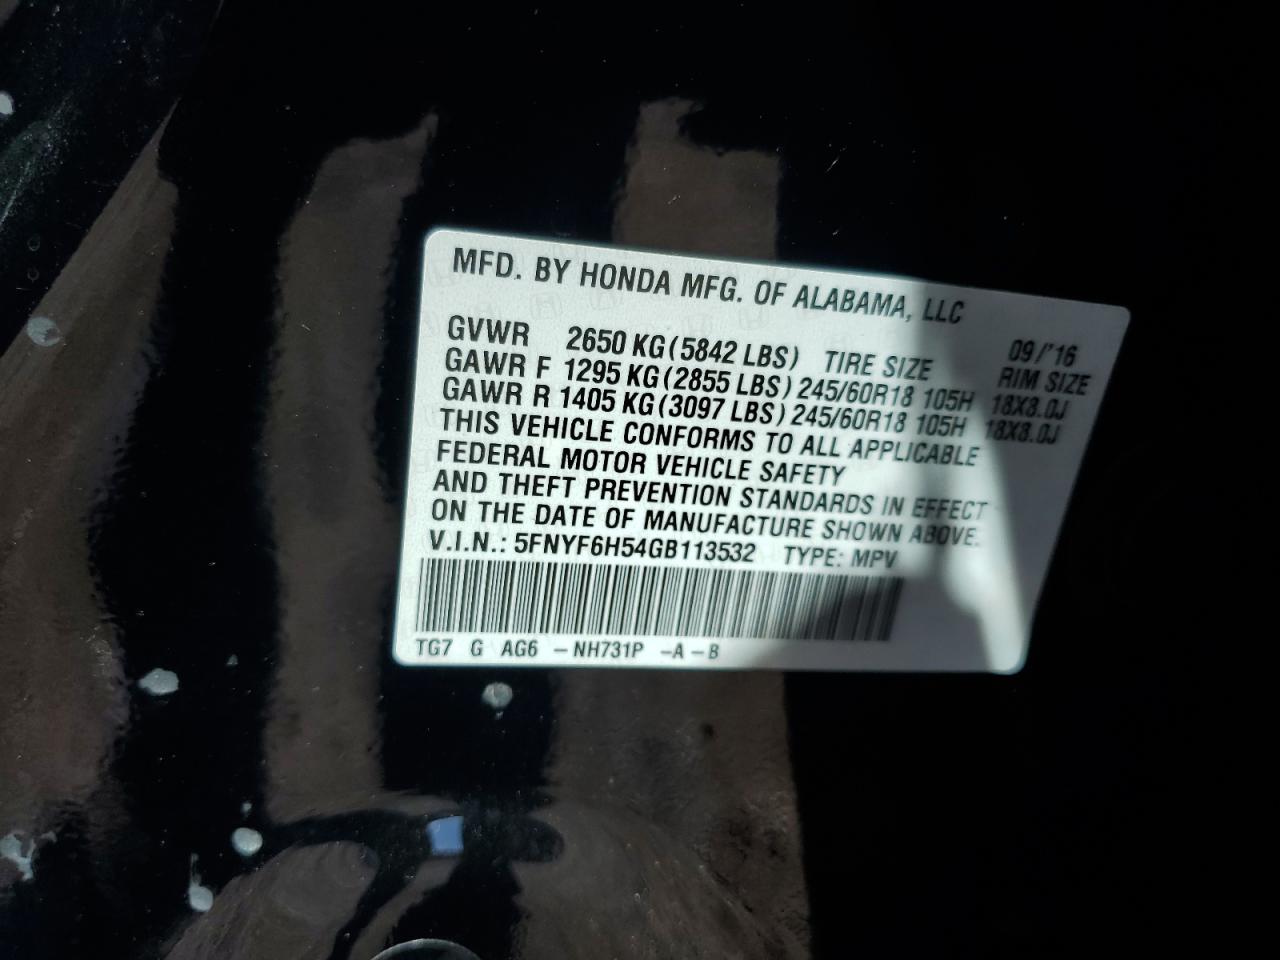 MFD. BY HONDA MFG. OF ALABAMA, LLC
09/'16
GVWR 2650 KG (5842 LBS) TIRE SIZE RIM SIZE
GAWR F 1295 KG (2855 LBS) 245/60R18 105H 18X8.0J
GAWR R 1405 KG (3097 LBS) 245/60R18 105H 18X8.0J
THIS VEHICLE CONFORMS TO ALL APPLICABLE
FEDERAL MOTOR VEHICLE SAFETY
AND THEFT PREVENTION STANDARDS IN EFFECT
ON THE DATE OF MANUFACTURE SHOWN ABOVE.
V.I.N.: 5FNYF6H54GB113532 TYPE: MPV
TG7 G AG6 -NH731P -A-B